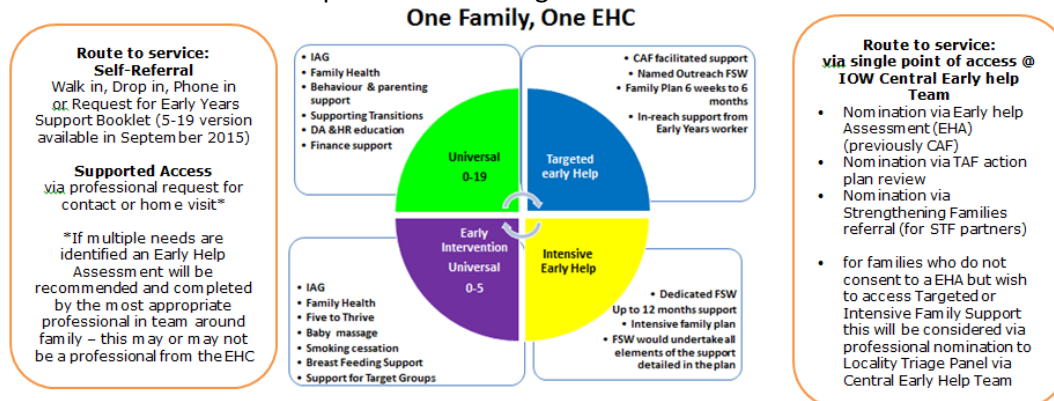 One Family, One EHC
Route to service:
Self-Referral
Walk in, Drop in, Phone in
or Request for Early Years
Support Booklet (5-19 version
available in September 2015)
Supported Access
via professional request for
contact or home visit*
*If multiple needs are
identified an Early Help
Assessment will be
recommended and completed
by the most appropriate
professional in team around
family – this may or may not
be a professional from the EHC
• IAG
• Family Health
• Behaviour & parenting
support
• Supporting Transitions
• DA &HR education
• Finance support
• CAF facilitated support
• Named Outreach FSW
• Family Plan 6 weeks to 6
months
• In-reach support from
Early Years worker
Universal
0-19
Targeted
early Help
Early
Intervention
Universal
0-5
Intensive
Early Help
• IAG
• Family Health
• Five to Thrive
• Baby massage
• Smoking cessation
• Breast Feeding Support
• Support for Target Groups
• Dedicated FSW
Up to 12 months support
• Intensive family plan
• FSW would undertake all
elements of the support
detailed in the plan
Route to service:
via single point of access @
IOW Central Early help
Team
• Nomination via Early help
Assessment (EHA)
(previously CAF)
• Nomination via TAF action
plan review
• Nomination via
Strengthening Families
referral (for STF partners)
• for families who do not
consent to a EHA but wish
to access Targeted or
Intensive Family Support
this will be considered via
professional nomination to
Locality Triage Panel via
Central Early Help Team